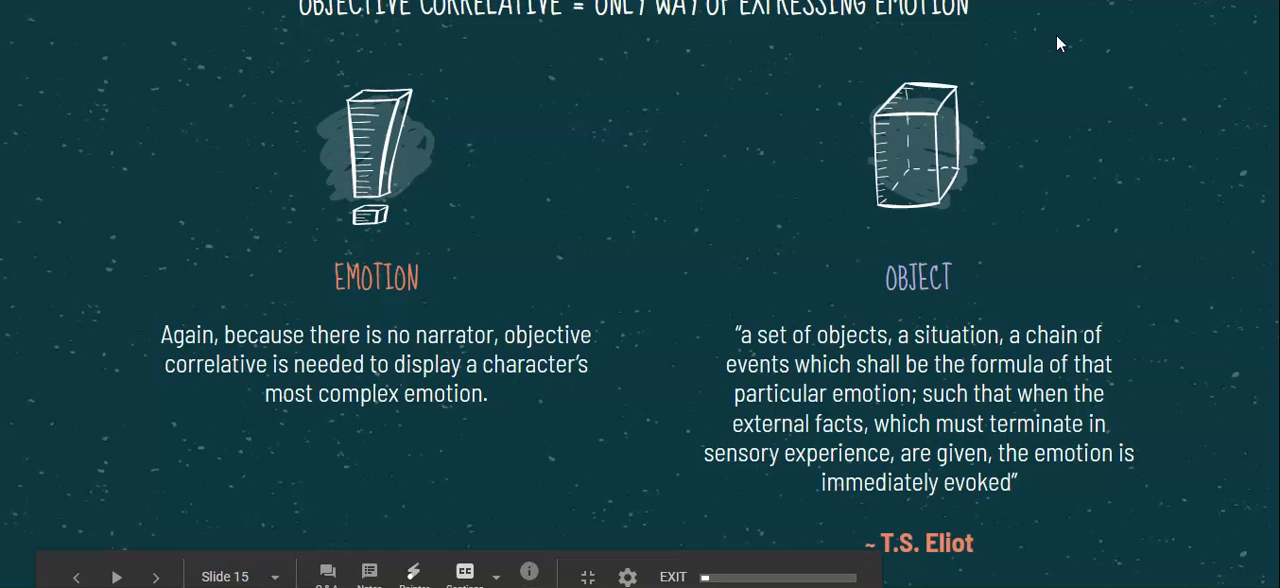 OBJECTIVE CORRELATIVE = ONLY WAY OF EXPRESSING EMOTION
EMOTION
Again, because there is no narrator, objective
correlative is needed to display a character's
most complex emotion.
OBJECT
"a set of objects, a situation, a chain of
events which shall be the formula of that
particular emotion; such that when the
external facts, which must terminate in
sensory experience, are given, the emotion is
immediately evoked"
~ T.S. Eliot
Slide 15
EXIT